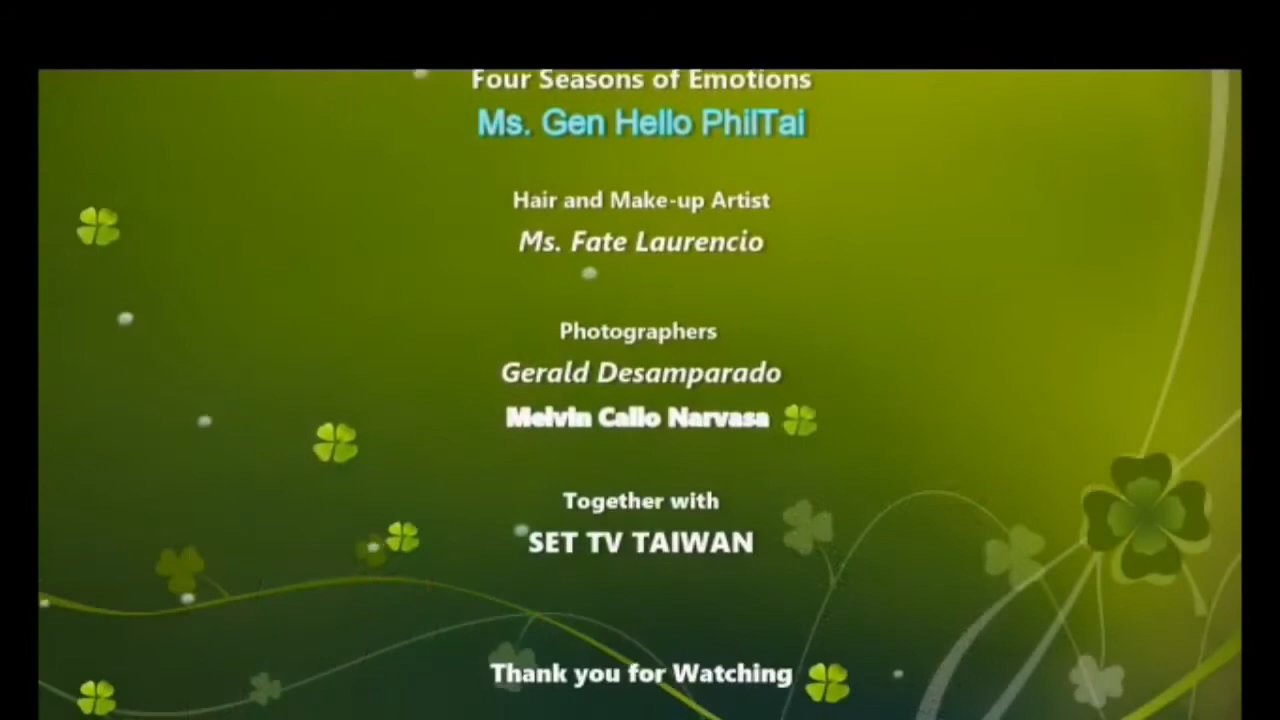 Four Seasons of Emotions
Ms. Gen Hello PhilTai
Hair and Make-up Artist
Ms. Fate Laurencio
Photographers
Gerald Desamparado
Melvin Callo Narvasa
Together with
SET TV TAIWAN
Thank you for Watching